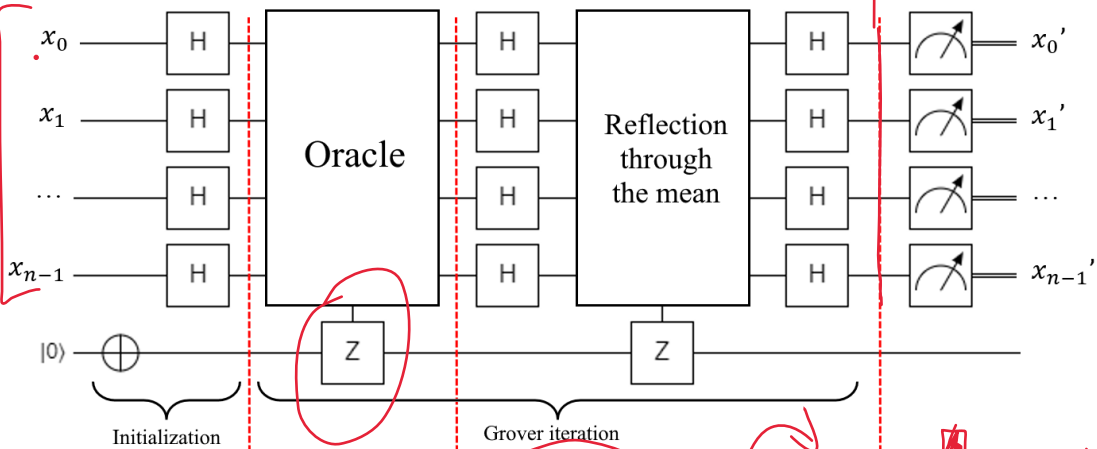 x₀ H H H x₀’
x₁ H H H x₁’
Oracle
Reflection
through
the mean
… H H H …
xₙ₋₁ H H H xₙ₋₁’
|0⟩ Z Z
Initialization
Grover iteration